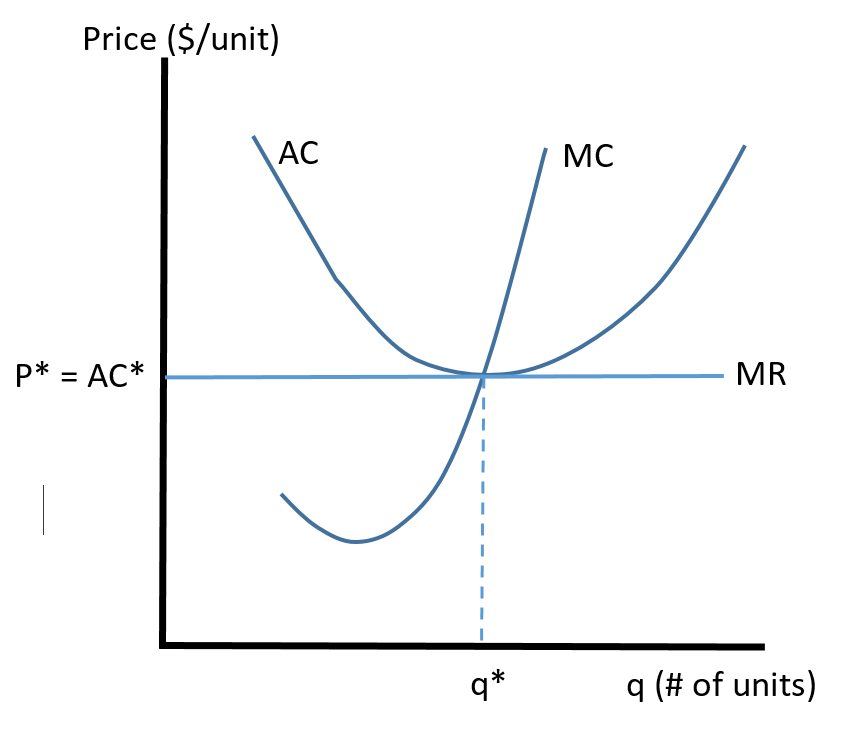 Price ($/unit)
AC
MC
P* = AC*
MR
q*
q (# of units)